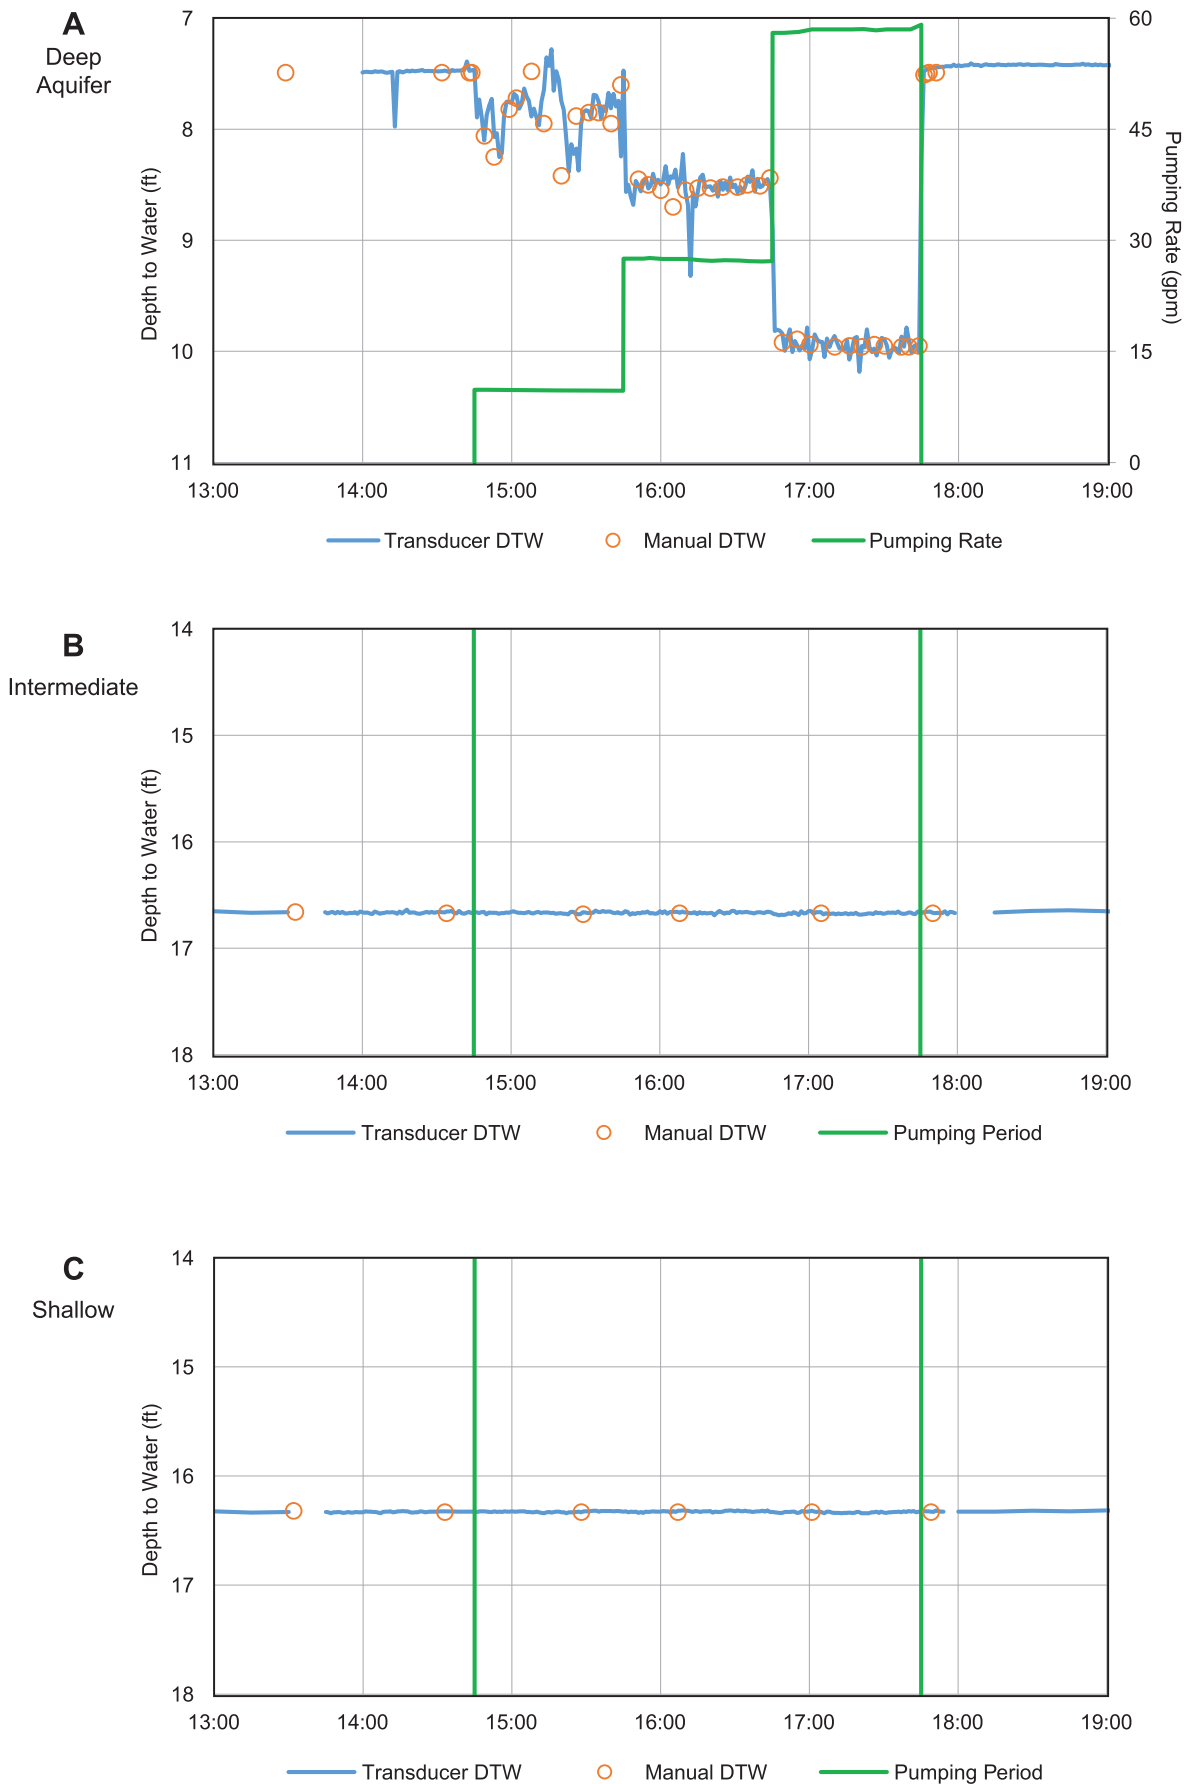 A
Deep
Aquifer
7
8
9
10
11
Depth to Water (ft)
60
45
30
15
0
Pumping Rate (gpm)
13:00 14:00 15:00 16:00 17:00 18:00 19:00
Transducer DTW Manual DTW Pumping Rate
B
Intermediate
14
15
16
17
18
Depth to Water (ft)
13:00 14:00 15:00 16:00 17:00 18:00 19:00
Transducer DTW Manual DTW Pumping Period
C
Shallow
14
15
16
17
18
Depth to Water (ft)
13:00 14:00 15:00 16:00 17:00 18:00 19:00
Transducer DTW Manual DTW Pumping Period